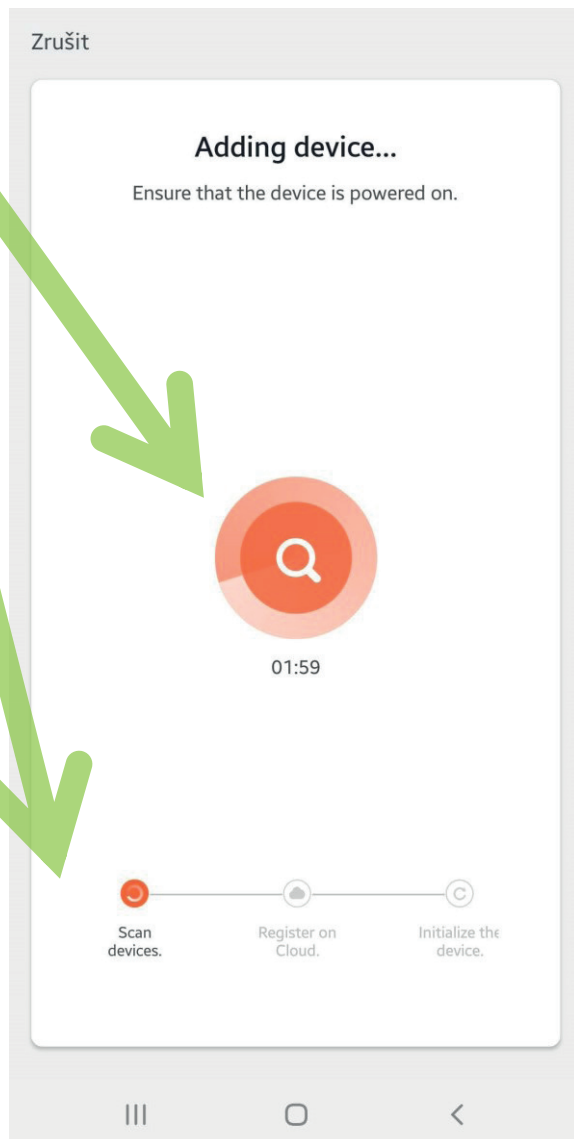 Zrušit
Adding device...
Ensure that the device is powered on.
01:59
Scan
devices.
Register on
Cloud.
Initialize the
device.